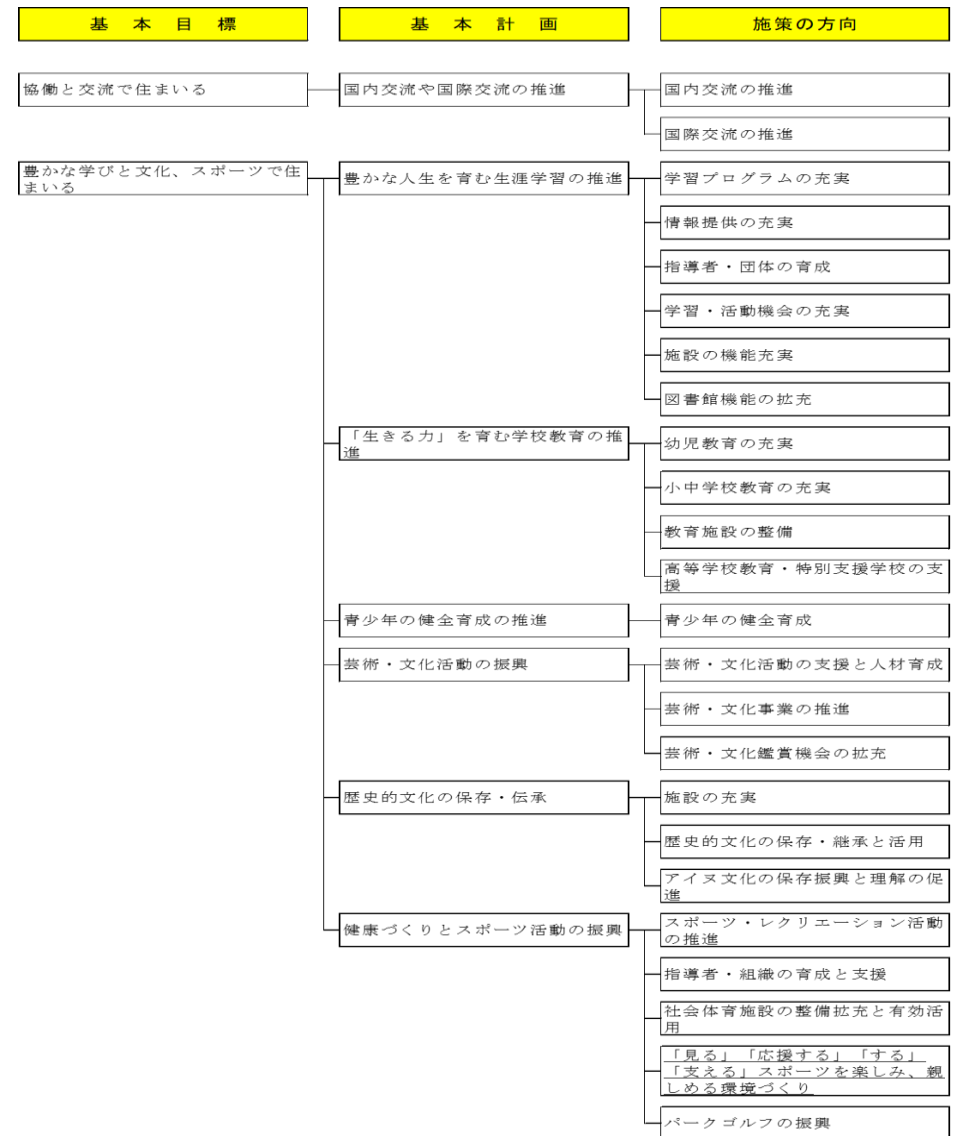 基本目標
基本計画
施策の方向
協働と交流で住まいる
国内交流や国際交流の推進
国内交流の推進
国際交流の推進
豊かな学びと文化、スポーツで住
まいる
豊かな人生を育む生涯学習の推進
学習プログラムの充実
情報提供の充実
指導者・団体の育成
学習・活動機会の充実
施設の機能充実
図書館機能の拡充
「生きる力」を育む学校教育の推
進
幼児教育の充実
小中学校教育の充実
教育施設の整備
高等学校教育・特別支援学校の支
援
青少年の健全育成の推進
青少年の健全育成
芸術・文化活動の振興
芸術・文化活動の支援と人材育成
芸術・文化事業の推進
芸術・文化鑑賞機会の拡充
歴史的文化の保存・伝承
施設の充実
歴史的文化の保存・継承と活用
アイヌ文化の保存振興と理解の促
進
健康づくりとスポーツ活動の振興
スポーツ・レクリエーション活動
の推進
指導者・組織の育成と支援
社会体育施設の整備拡充と有効活
用
「見る」「応援する」「する」
「支える」スポーツを楽しみ、親
しめる環境づくり
パークゴルフの振興